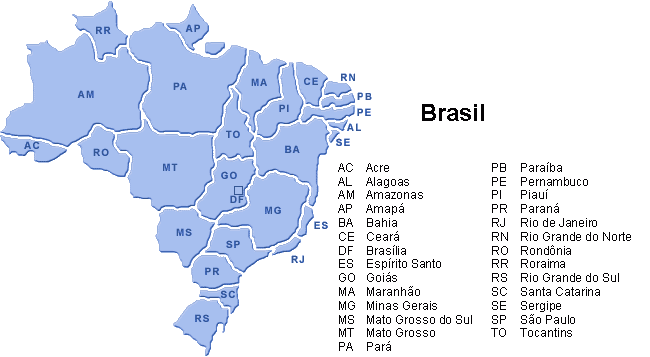 RR
AP
AM
PA
MA
CE
RN
PB
PE
AL
SE
PI
AC
RO
TO
MT
BA
GO
DF
MG
ES
MS
SP
RJ
PR
SC
RS
Brasil
AC Acre
AL Alagoas
AM Amazonas
AP Amapá
BA Bahia
CE Ceará
DF Brasília
ES Espírito Santo
GO Goiás
MA Maranhão
MG Minas Gerais
MS Mato Grosso do Sul
MT Mato Grosso
PA Pará
PB Paraíba
PE Pernambuco
PI Piauí
PR Paraná
RJ Rio de Janeiro
RN Rio Grande do Norte
RO Rondônia
RR Roraima
RS Rio Grande do Sul
SC Santa Catarina
SE Sergipe
SP São Paulo
TO Tocantins